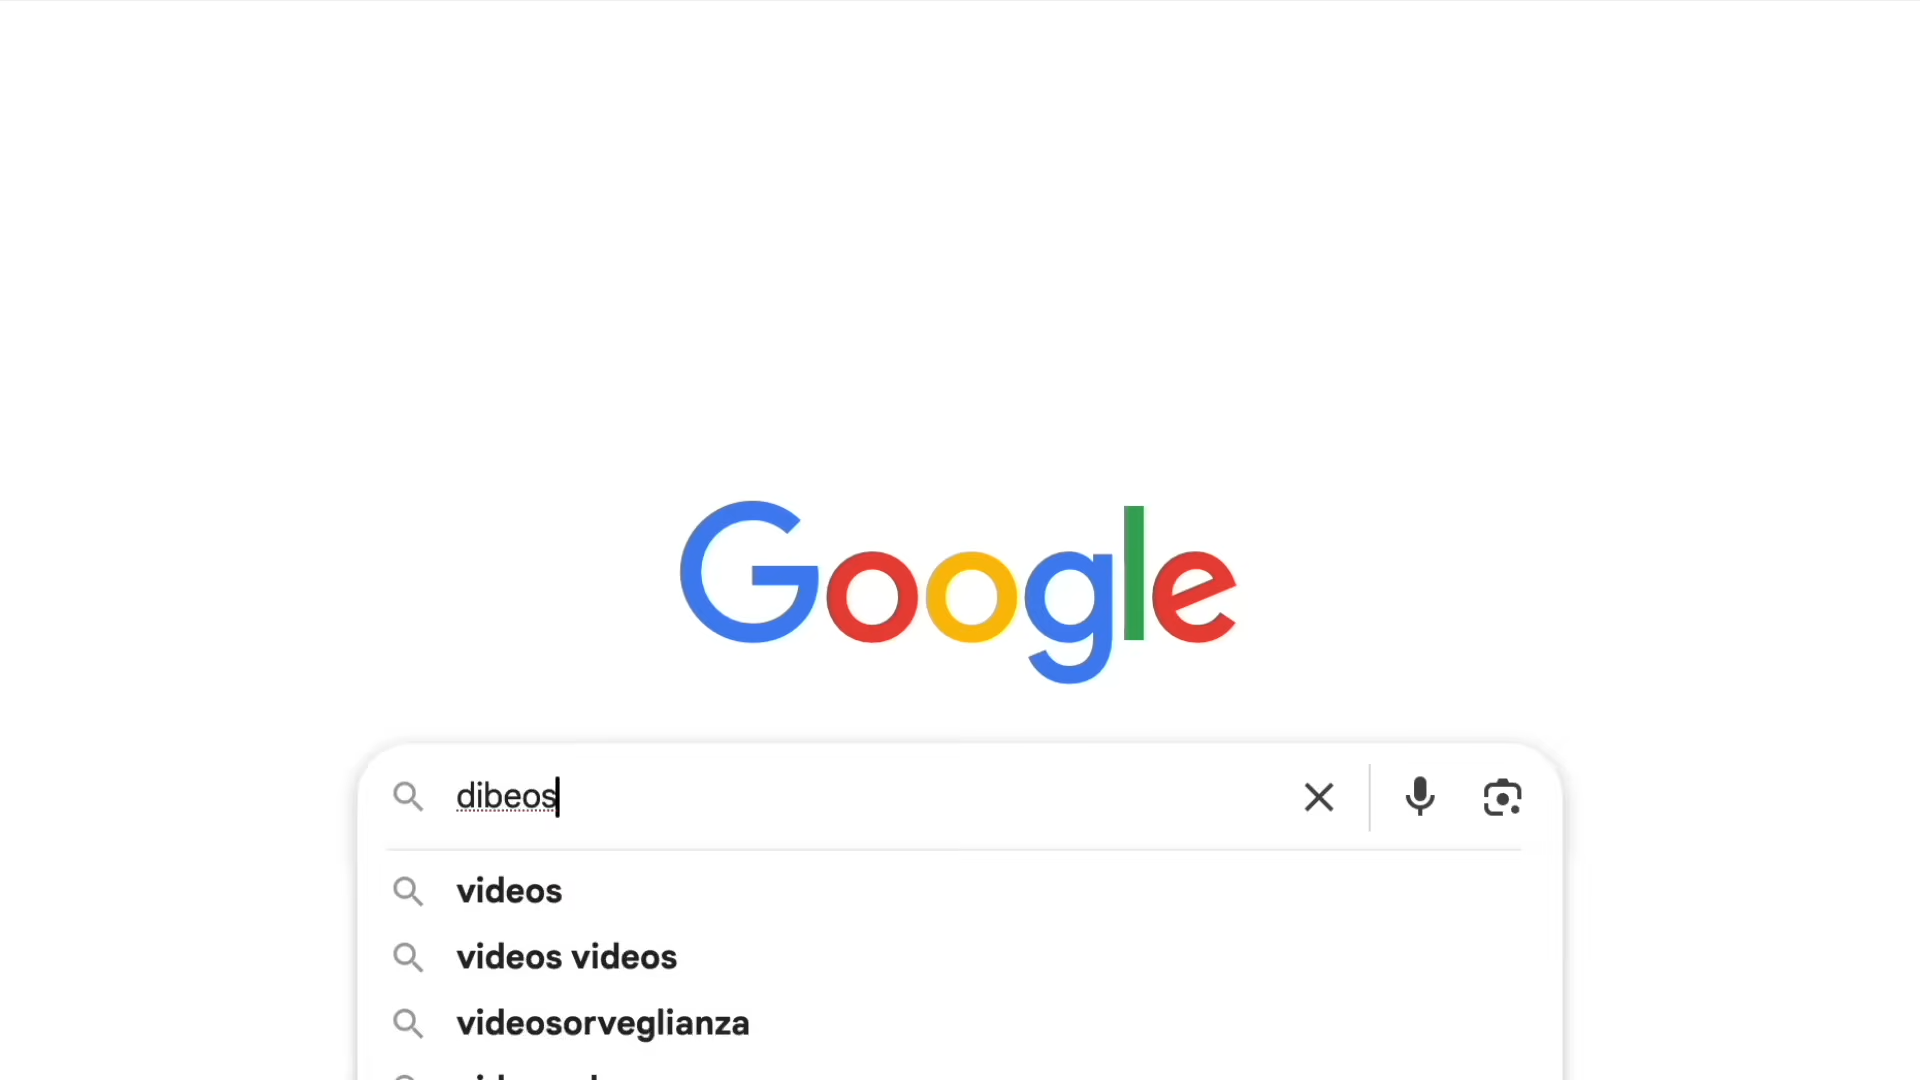 Google
dibeos
videos
videos videos
videosorveglianza